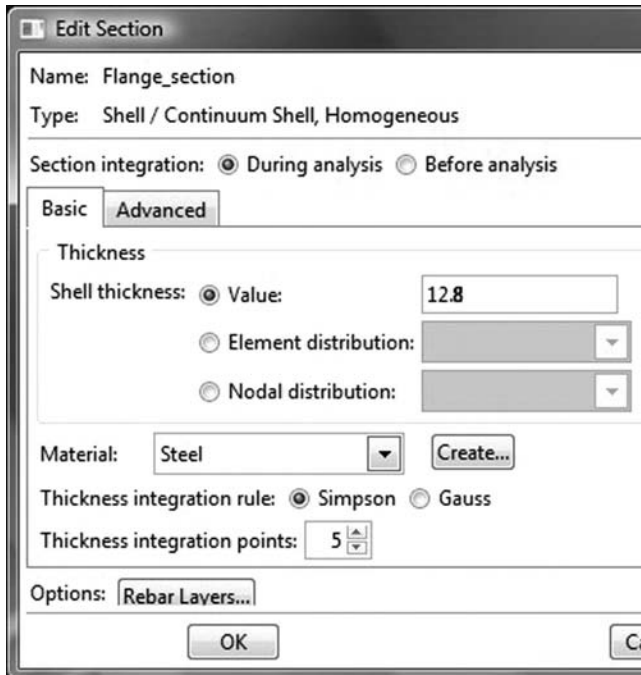 Edit Section
Name: Flange_section
Type: Shell / Continuum Shell, Homogeneous
Section integration: During analysis Before analysis
Basic Advanced
Thickness
Shell thickness: Value: 12.8
Element distribution:
Nodal distribution:
Material: Steel Create...
Thickness integration rule: Simpson Gauss
Thickness integration points: 5
Options: Rebar Layers...
OK